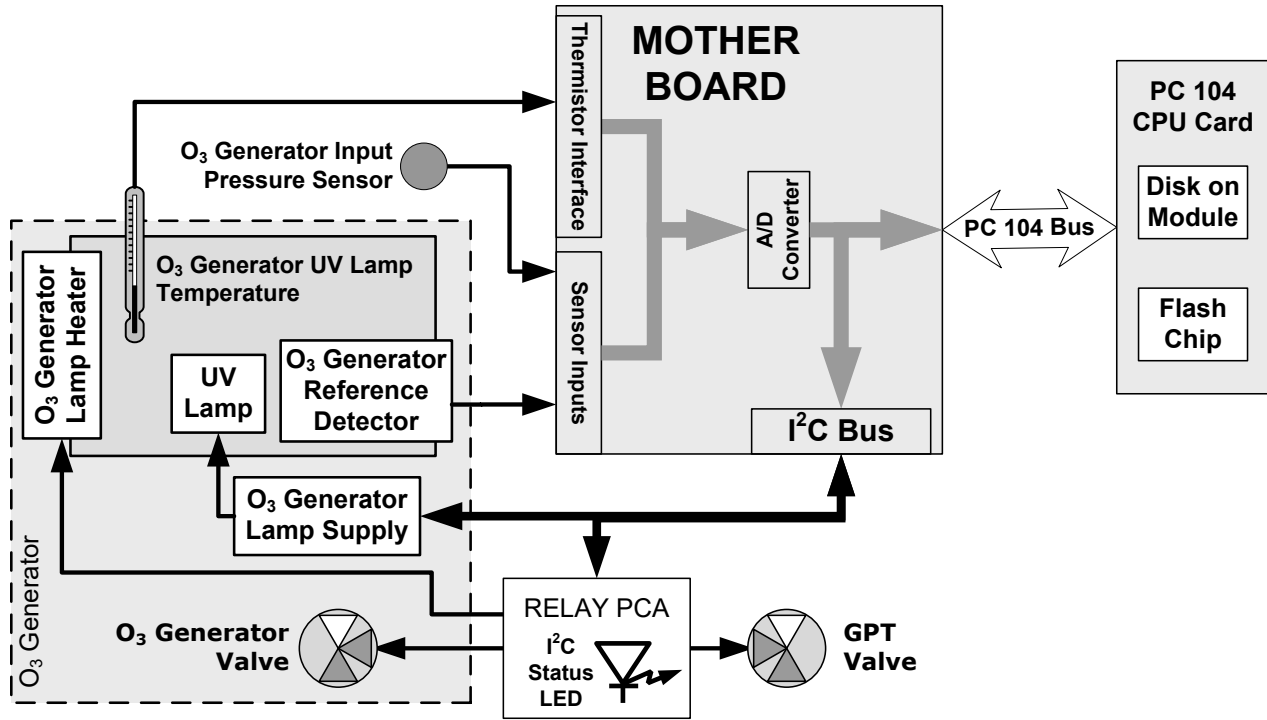 MOTHER
BOARD
Thermistor Interface
Sensor Inputs
A/D
Converter
I²C Bus
PC 104 Bus
PC 104
CPU Card
Disk on
Module
Flash
Chip
O₃ Generator Input
Pressure Sensor
O₃ Generator UV Lamp
Temperature
O₃ Generator
Lamp Heater
UV
Lamp
O₃ Generator
Reference
Detector
O₃ Generator
Lamp Supply
O₃ Generator
O₃ Generator
Valve
RELAY PCA
I²C
Status
LED
GPT
Valve